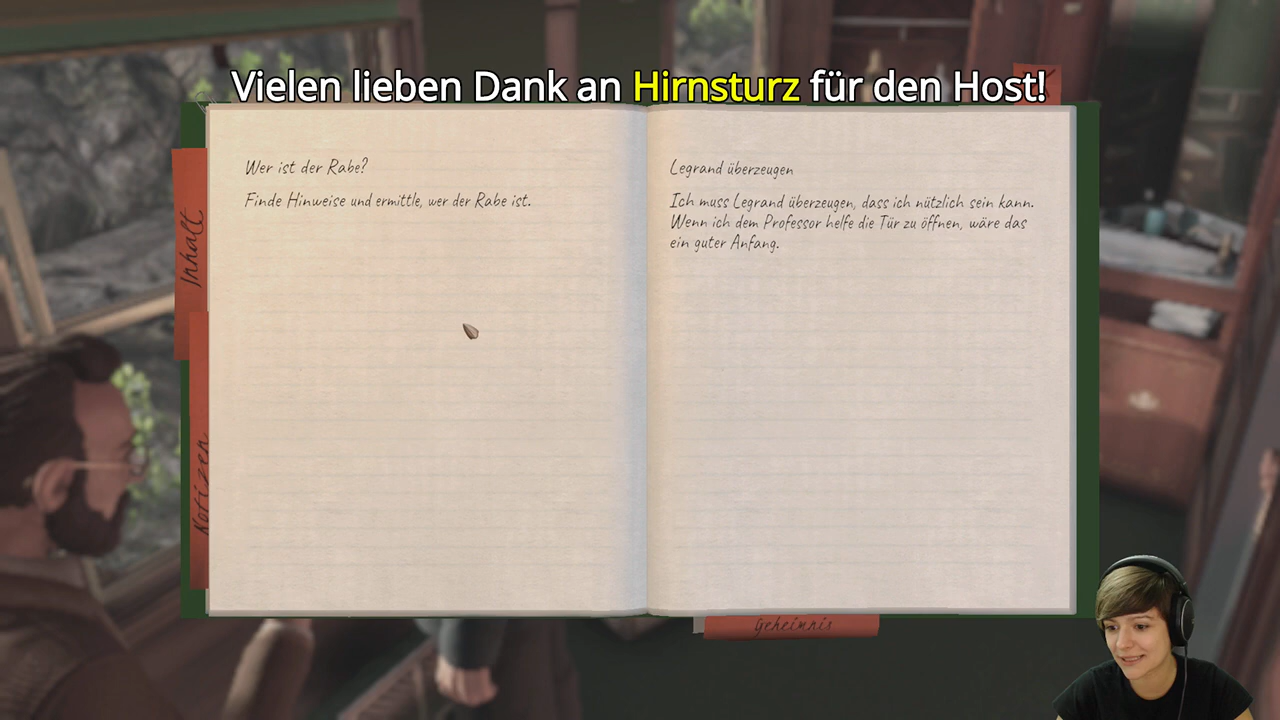 Vielen lieben Dank an Hirnsturz für den Host!
Wer ist der Rabe?
Finde Hinweise und ermittle, wer der Rabe ist.
Legrand überzeugen
Ich muss Legrand überzeugen, dass ich nützlich sein kann.
Wenn ich dem Professor helfe die Tür zu öffnen, wäre das
ein guter Anfang.
Inhalt
Notizen
Geheimnis